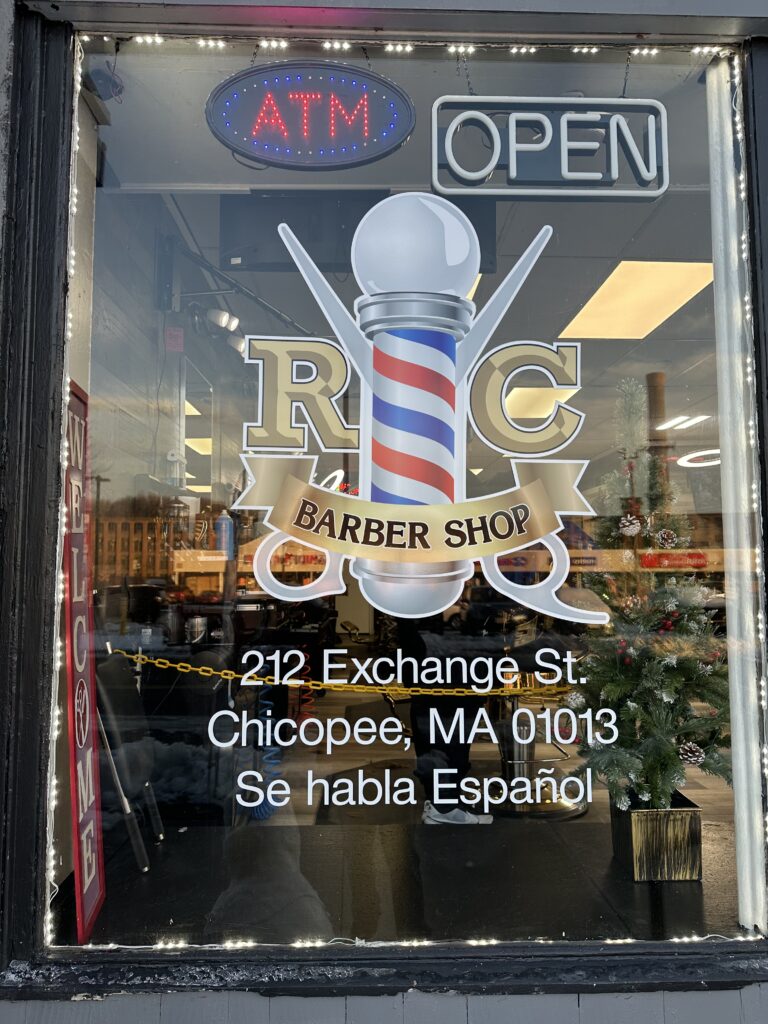 ATM
OPEN
R C
BARBER SHOP
212 Exchange St.
Chicopee, MA 01013
Se habla Español
WELCOME